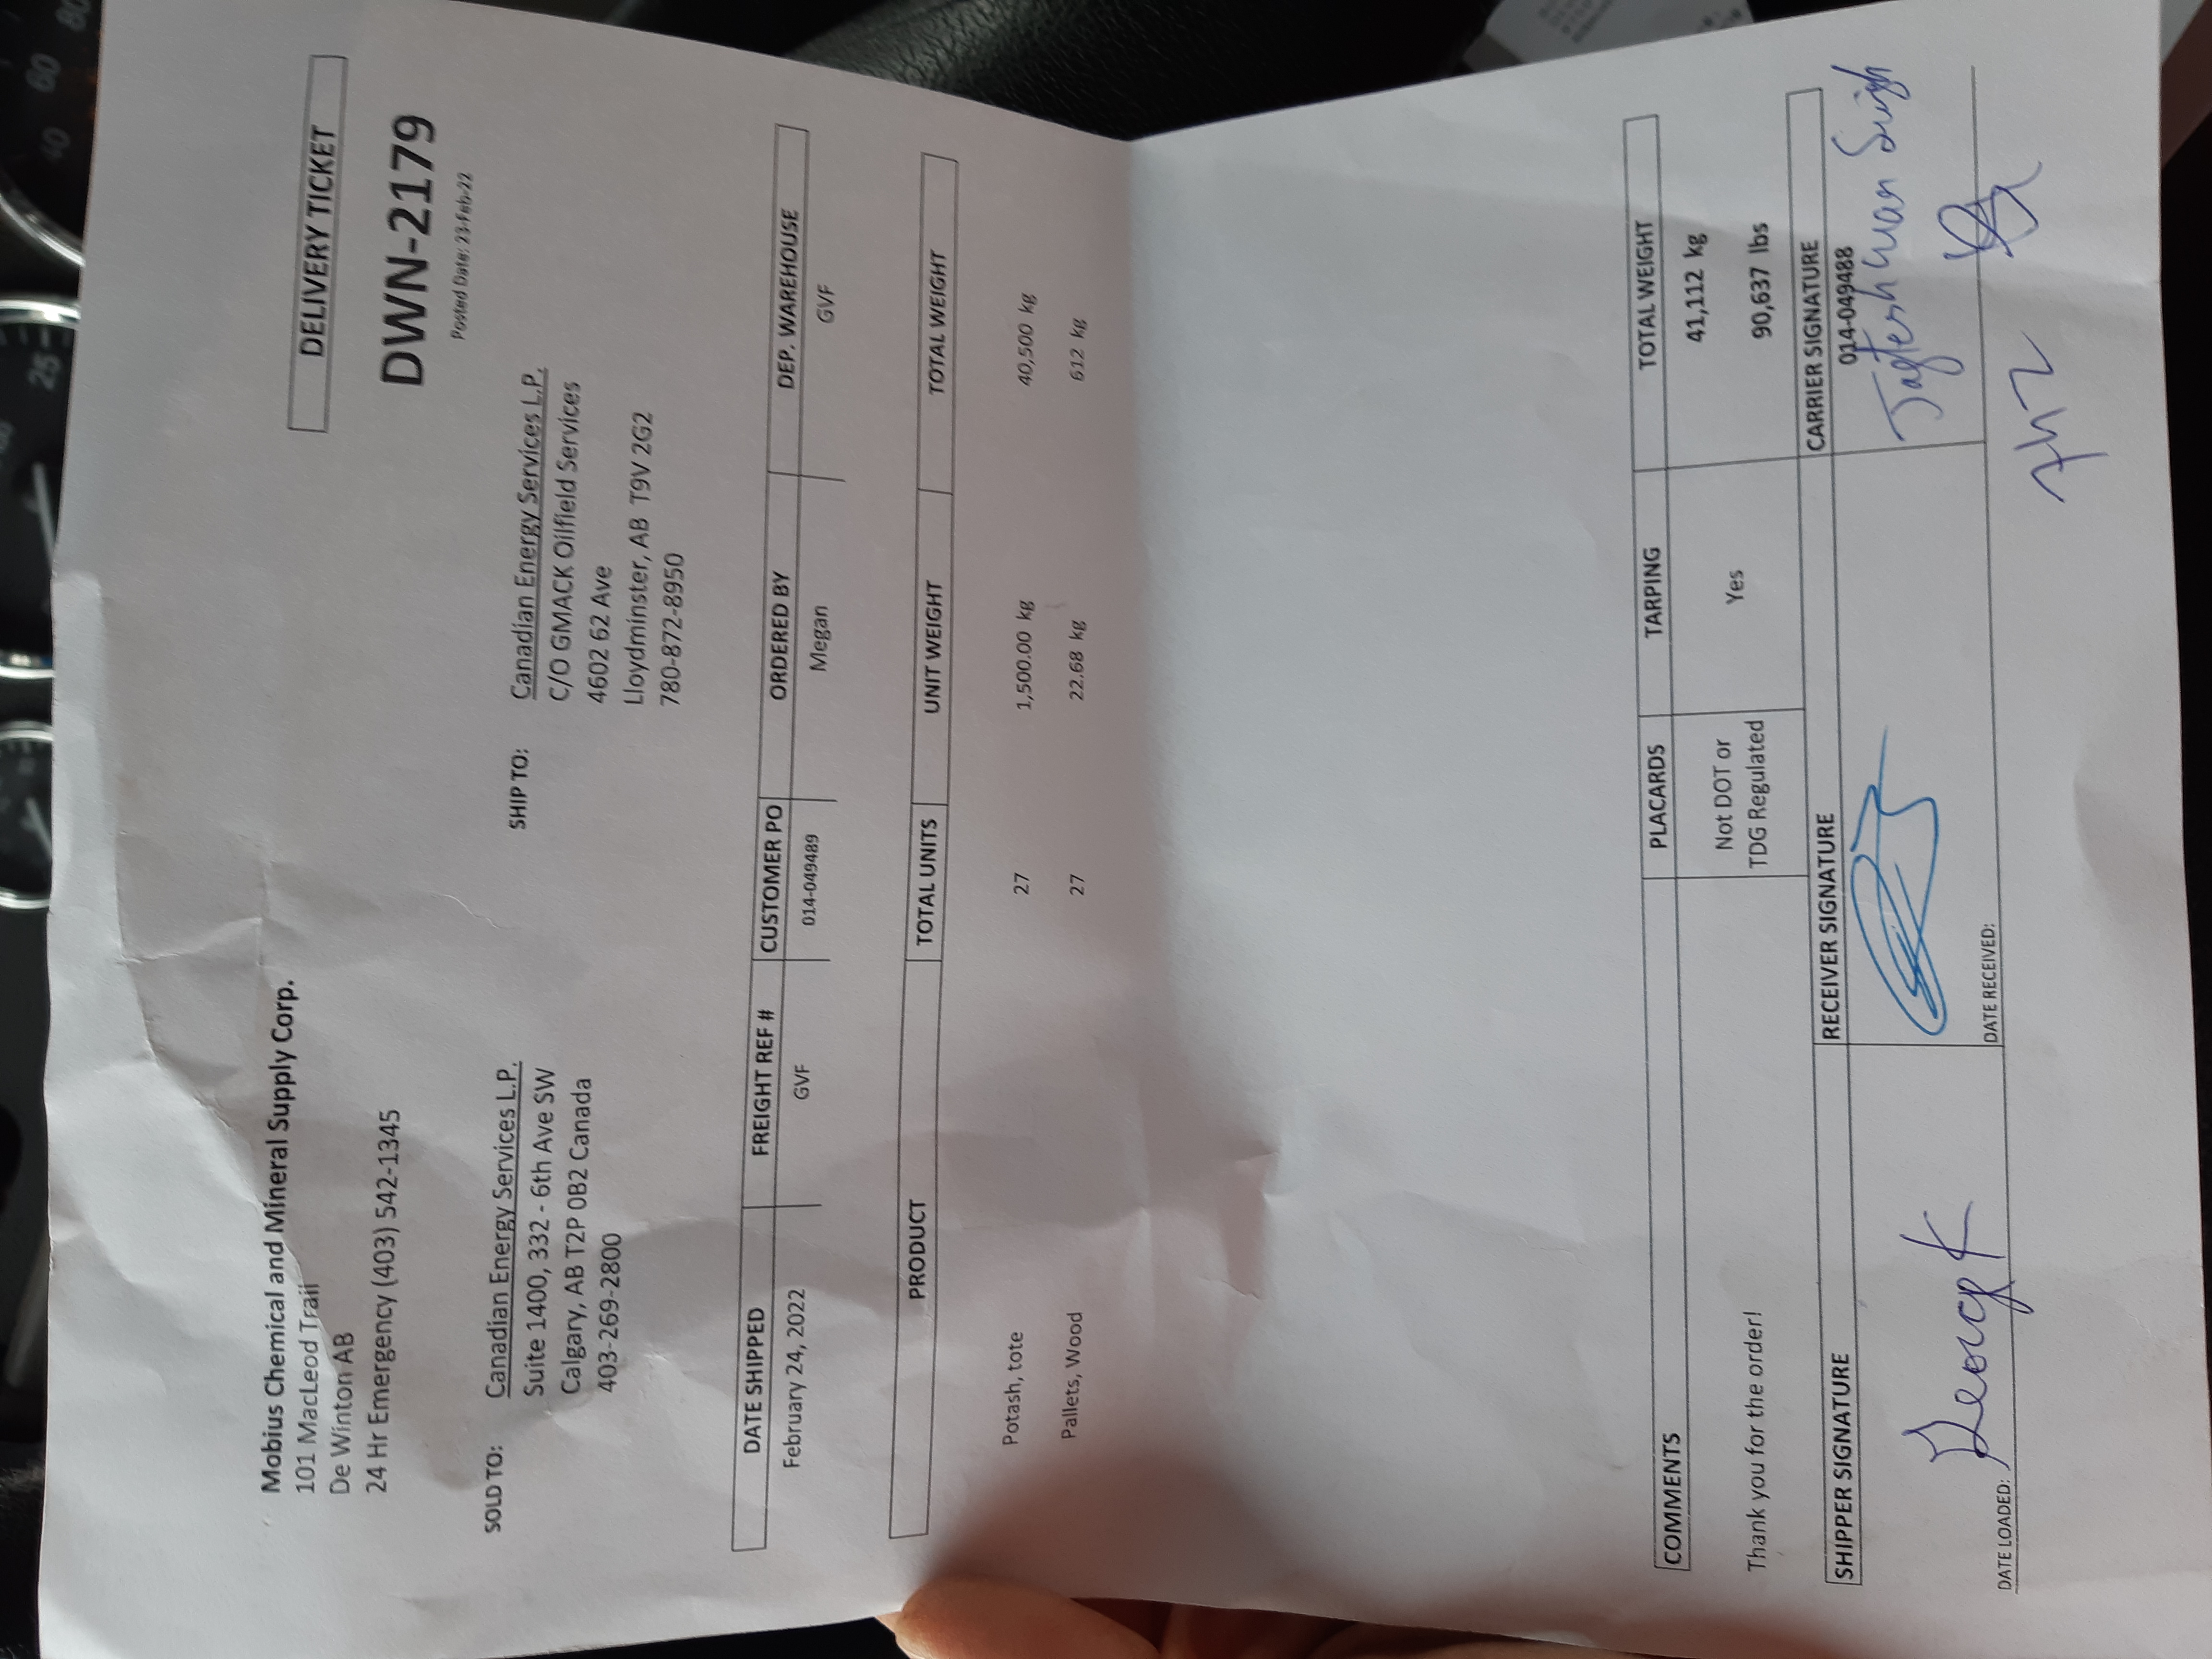 Mobius Chemical and Mineral Supply Corp.
101 MacLeod Trail
De Winton AB
24 Hr Emergency (403) 542-1345
DELIVERY TICKET
DWN-2179
Posted Date: 23-Feb-22
SOLD TO:
Canadian Energy Services L.P.
Suite 1400, 332 - 6th Ave SW
Calgary, AB T2P 0B2 Canada
403-269-2800
SHIP TO:
Canadian Energy Services L.P.
C/O GMACK Oilfield Services
4602 62 Ave
Lloydminster, AB T9V 2G2
780-872-8950
DATE SHIPPED FREIGHT REF # CUSTOMER PO ORDERED BY DEP. WAREHOUSE
February 24, 2022 GVF 014-049489 Megan GVF
PRODUCT TOTAL UNITS UNIT WEIGHT TOTAL WEIGHT
Potash, tote 27 1,500.00 kg 40,500 kg
Pallets, Wood 27 22.68 kg 612 kg
COMMENTS PLACARDS TARPING TOTAL WEIGHT
Thank you for the order!
Not DOT or
TDG Regulated
Yes
41,112 kg
90,637 lbs
SHIPPER SIGNATURE RECEIVER SIGNATURE CARRIER SIGNATURE
014-049488
Jagteshwar Singh
George K
DATE LOADED: DATE RECEIVED:
742